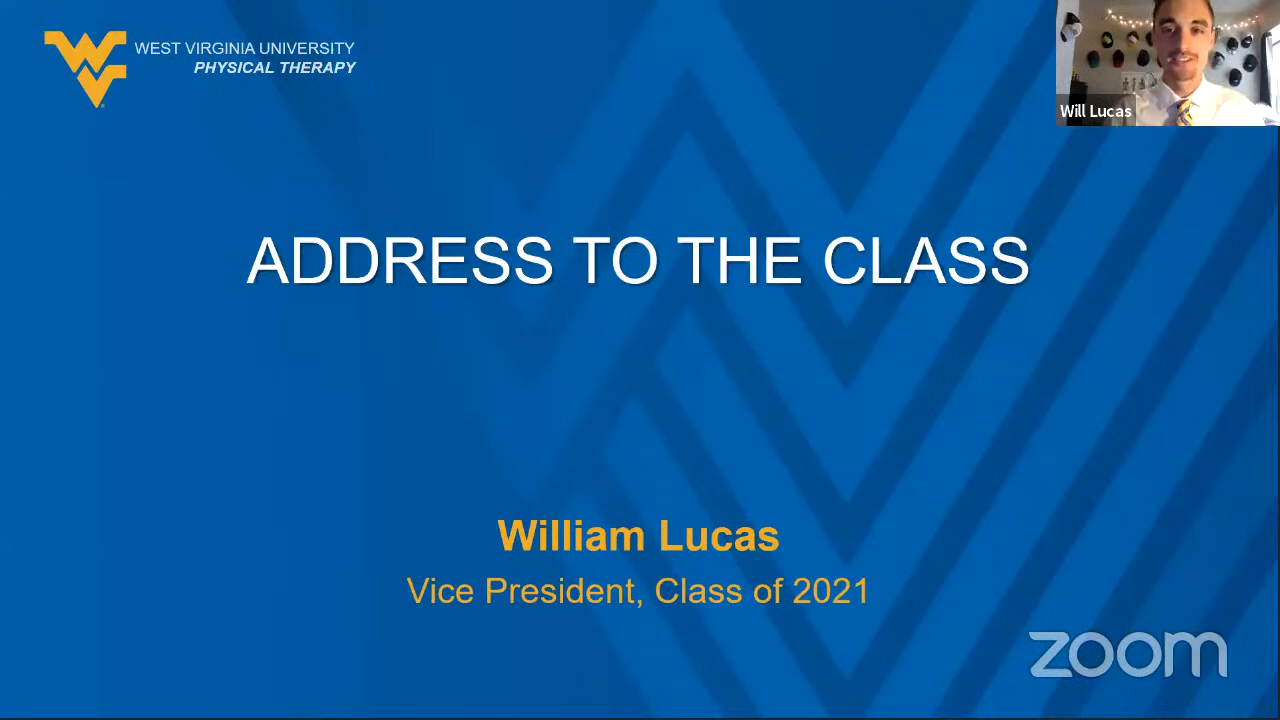 WEST VIRGINIA UNIVERSITY
PHYSICAL THERAPY
Will Lucas
ADDRESS TO THE CLASS
William Lucas
Vice President, Class of 2021
zoom